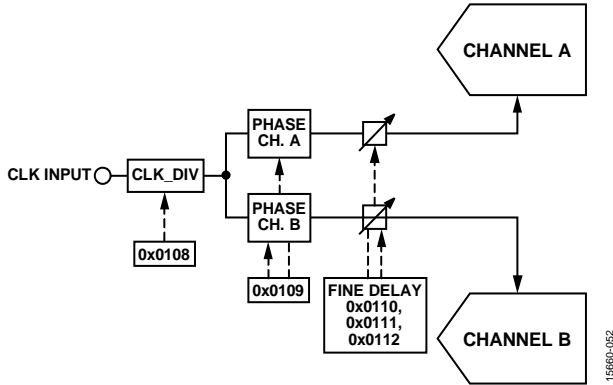 CHANNEL A
PHASE
CH. A
CLK INPUT
CLK_DIV
PHASE
CH. B
0x0108
0x0109
FINE DELAY
0x0110,
0x0111,
0x0112
CHANNEL B
15660-052